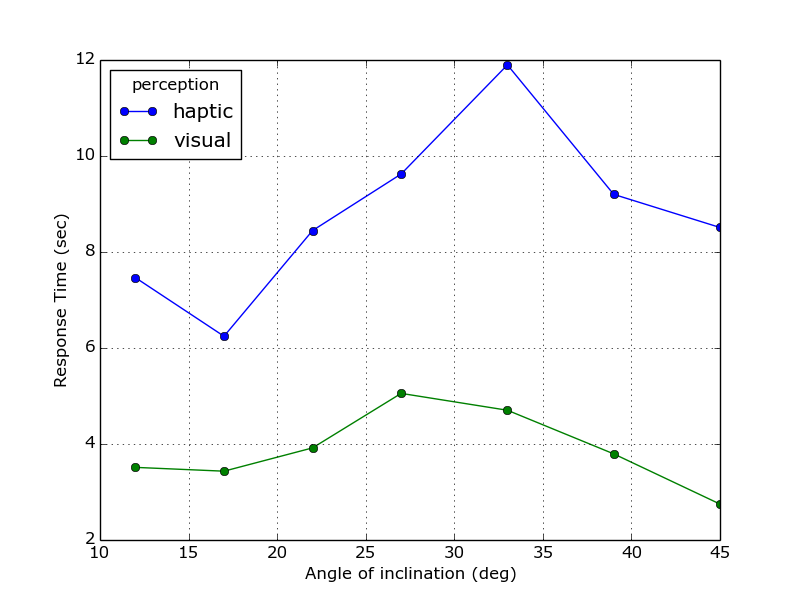 12
10
8
6
4
2
perception
haptic
visual
Response Time (sec)
10 15 20 25 30 35 40 45
Angle of inclination (deg)